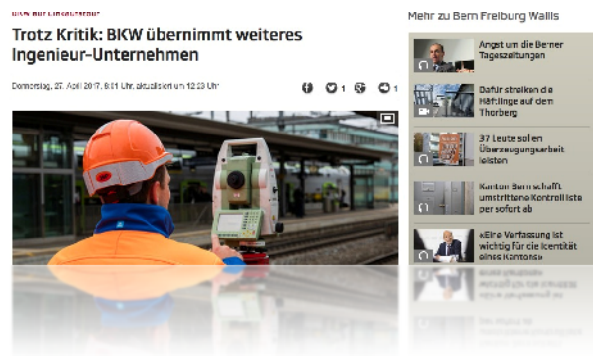 Trotz Kritik: BKW übernimmt weiteres
Ingenieur-Unternehmen
Donnerstag, 27. April 2017, 8:01 Uhr, aktualisiert um 12:23 Uhr
1
1
Mehr zu Bern Freiburg Wallis
Angst um die Berner
Tageszeitungen
Dafür streiken die
Häftlinge auf dem
Thorberg
37 Leute sollen
Überzeugungsarbeit
leisten
Kanton Bern schafft
umstrittene Kontrollliste
per sofort ab
«Eine Verfassung ist
wichtig für die Identität
eines Kantons»